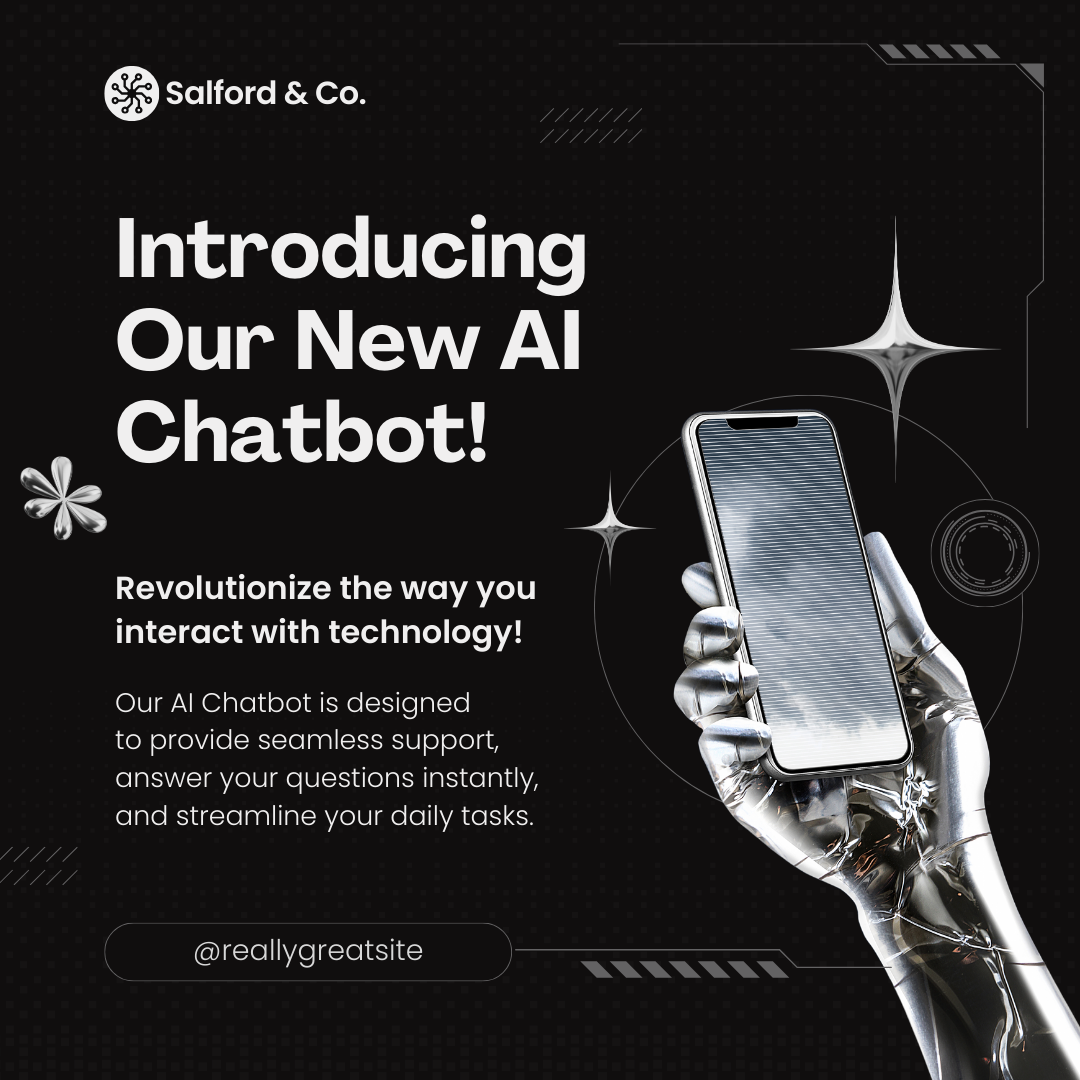 Salford & Co.
Introducing
Our New AI
Chatbot!
Revolutionize the way you
interact with technology!
Our AI Chatbot is designed
to provide seamless support,
answer your questions instantly,
and streamline your daily tasks.
@reallygreatsite